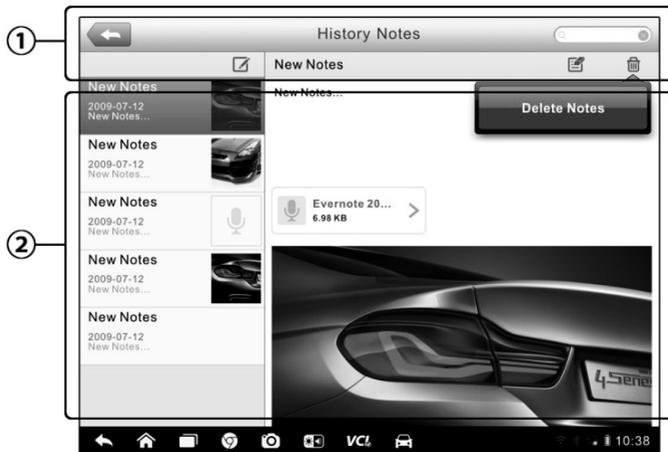 ①
History Notes
New Notes
New Notes
2009-07-12
New Notes...
New Notes...
Delete Notes
New Notes
2009-07-12
New Notes...
②
New Notes
2009-07-12
New Notes...
Evernote 20...
6.98 KB
New Notes
2009-07-12
New Notes...
New Notes
2009-07-12
New Notes...
4 Series
VCI
10:38